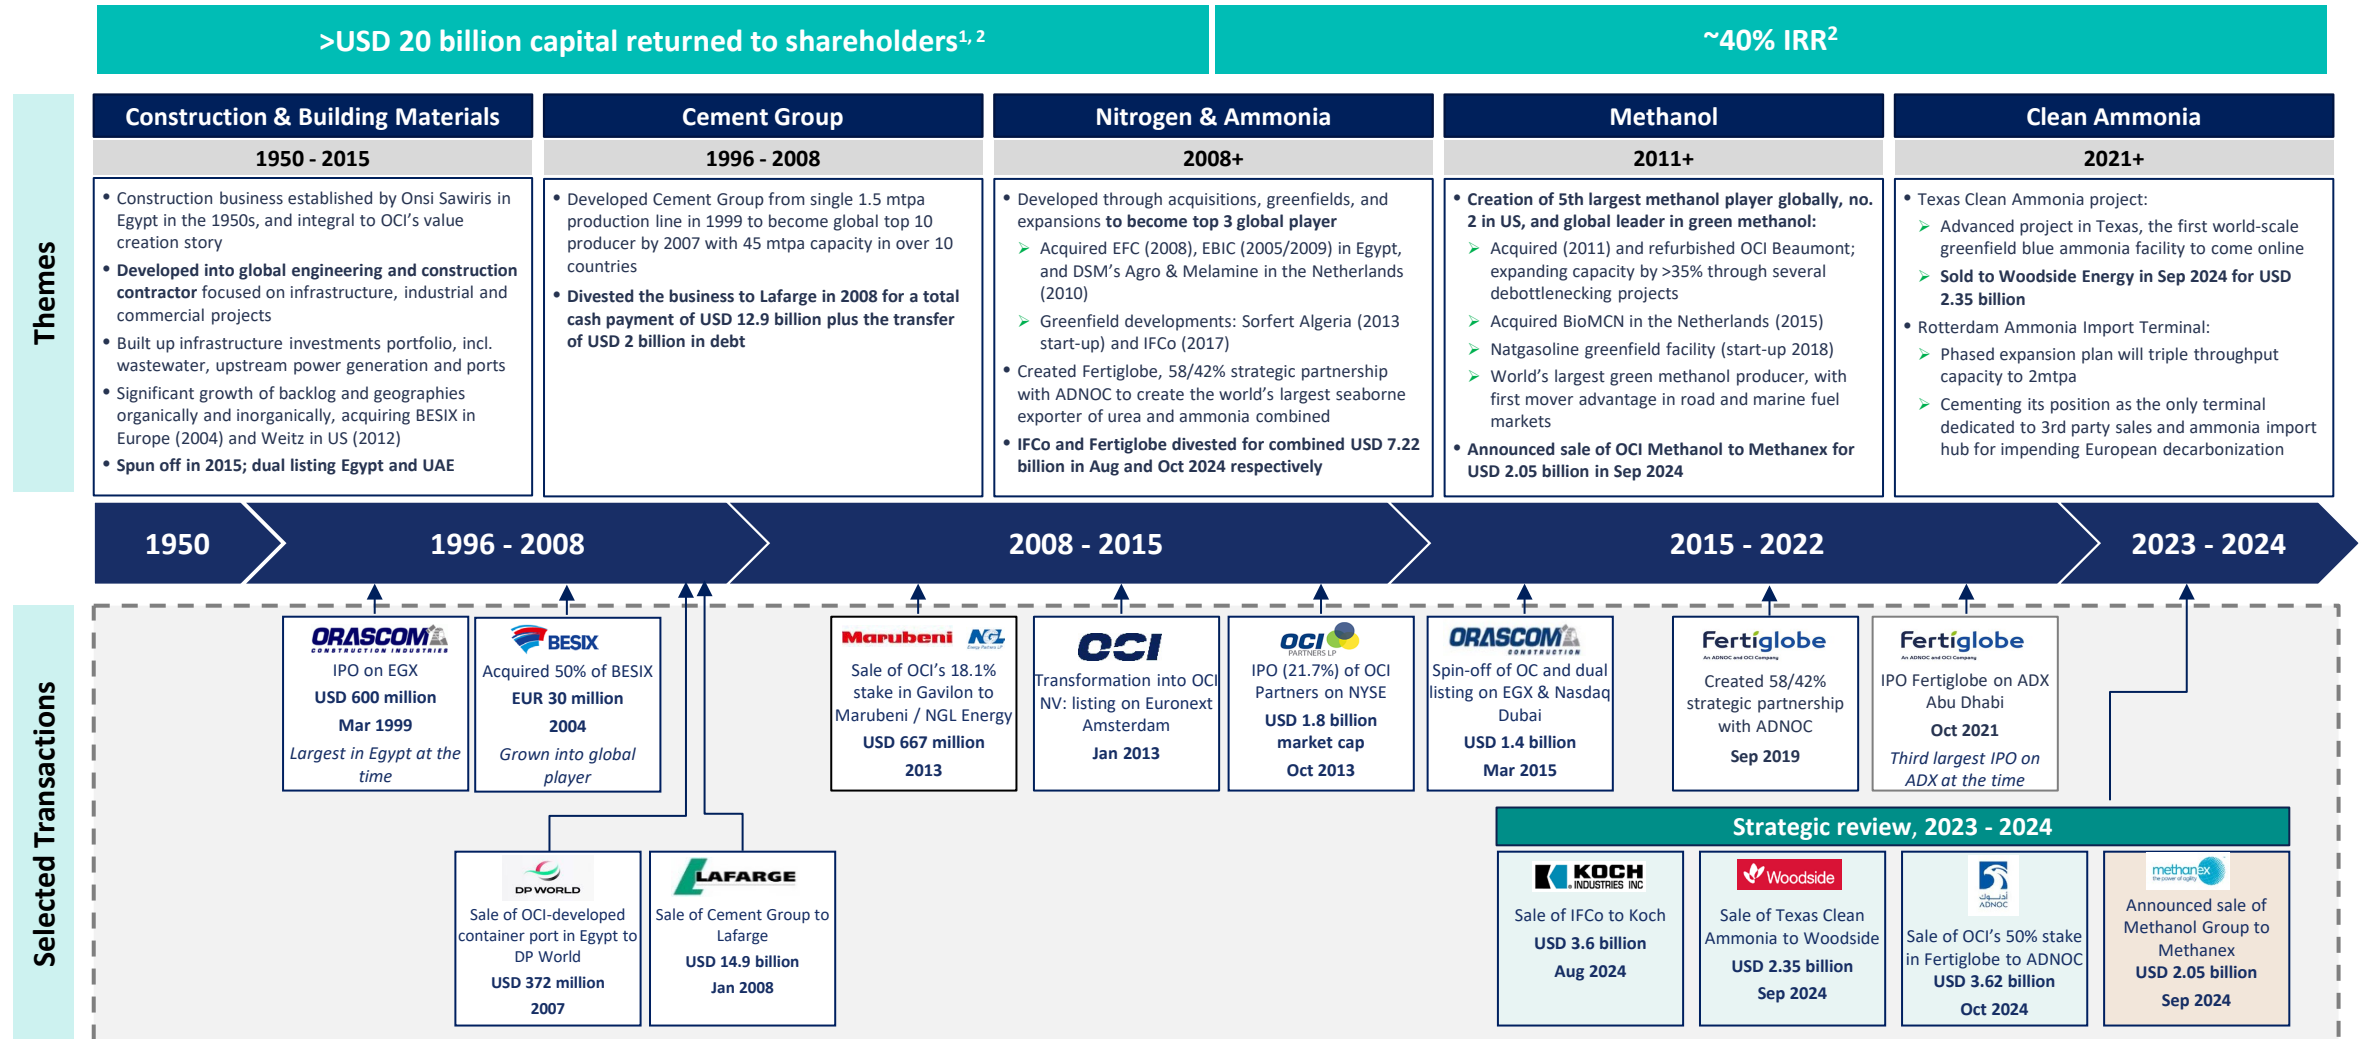 >USD 20 billion capital returned to shareholders1, 2
~40% IRR2
Themes
Construction & Building Materials
1950 - 2015
• Construction business established by Onsi Sawiris in
Egypt in the 1950s, and integral to OCI’s value
creation story
• Developed into global engineering and construction
contractor focused on infrastructure, industrial and
commercial projects
• Built up infrastructure investments portfolio, incl.
wastewater, upstream power generation and ports
• Significant growth of backlog and geographies
organically and inorganically, acquiring BESIX in
Europe (2004) and Weitz in US (2012)
• Spun off in 2015; dual listing Egypt and UAE
Cement Group
1996 - 2008
• Developed Cement Group from single 1.5 mtpa
production line in 1999 to become global top 10
producer by 2007 with 45 mtpa capacity in over 10
countries
• Divested the business to Lafarge in 2008 for a total
cash payment of USD 12.9 billion plus the transfer
of USD 2 billion in debt
Nitrogen & Ammonia
2008+
• Developed through acquisitions, greenfields, and
expansions to become top 3 global player
➢ Acquired EFC (2008), EBIC (2005/2009) in Egypt,
and DSM’s Agro & Melamine in the Netherlands
(2010)
➢ Greenfield developments: Sorfert Algeria (2013
start-up) and IFCo (2017)
• Created Fertiglobe, 58/42% strategic partnership
with ADNOC to create the world’s largest seaborne
exporter of urea and ammonia combined
• IFCo and Fertiglobe divested for combined USD 7.22
billion in Aug and Oct 2024 respectively
Methanol
2011+
• Creation of 5th largest methanol player globally, no.
2 in US, and global leader in green methanol:
➢ Acquired (2011) and refurbished OCI Beaumont;
expanding capacity by >35% through several
debottlenecking projects
➢ Acquired BioMCN in the Netherlands (2015)
➢ Natgasoline greenfield facility (start-up 2018)
➢ World’s largest green methanol producer, with
first mover advantage in road and marine fuel
markets
• Announced sale of OCI Methanol to Methanex for
USD 2.05 billion in Sep 2024
Clean Ammonia
2021+
• Texas Clean Ammonia project:
➢ Advanced project in Texas, the first world-scale
greenfield blue ammonia facility to come online
➢ Sold to Woodside Energy in Sep 2024 for USD
2.35 billion
• Rotterdam Ammonia Import Terminal:
➢ Phased expansion plan will triple throughput
capacity to 2mtpa
➢ Cementing its position as the only terminal
dedicated to 3rd party sales and ammonia import
hub for impending European decarbonization
1950
1996 - 2008
2008 - 2015
2015 - 2022
2023 - 2024
Selected Transactions
ORASCOM
CONSTRUCTION INDUSTRIES
IPO on EGX
USD 600 million
Mar 1999
Largest in Egypt at the
time
BESIX
Acquired 50% of BESIX
EUR 30 million
2004
Grown into global
player
Marubeni
NGL
Energy Partners LP
Sale of OCI’s 18.1%
stake in Gavilon to
Marubeni / NGL Energy
USD 667 million
2013
OCI
Transformation into OCI
NV: listing on Euronext
Amsterdam
Jan 2013
OCI
PARTNERS LP
IPO (21.7%) of OCI
Partners on NYSE
USD 1.8 billion
market cap
Oct 2013
ORASCOM
CONSTRUCTION
Spin-off of OC and dual
listing on EGX & Nasdaq
Dubai
USD 1.4 billion
Mar 2015
Fertiglobe
An ADNOC and OCI Company
Created 58/42%
strategic partnership
with ADNOC
Sep 2019
Fertiglobe
An ADNOC and OCI Company
IPO Fertiglobe on ADX
Abu Dhabi
Oct 2021
Third largest IPO on
ADX at the time
DP WORLD
Sale of OCI-developed
container port in Egypt to
DP World
USD 372 million
2007
LAFARGE
Sale of Cement Group to
Lafarge
USD 14.9 billion
Jan 2008
Strategic review, 2023 - 2024
KOCH
INDUSTRIES INC
Sale of IFCo to Koch
USD 3.6 billion
Aug 2024
Woodside
Sale of Texas Clean
Ammonia to Woodside
USD 2.35 billion
Sep 2024
أدنوك
ADNOC
Sale of OCI’s 50% stake
in Fertiglobe to ADNOC
USD 3.62 billion
Oct 2024
methanex
the power of agility
Announced sale of
Methanol Group to
Methanex
USD 2.05 billion
Sep 2024